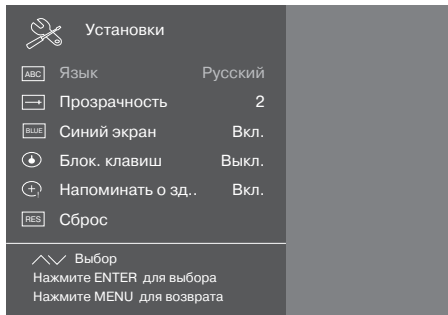 Установки
ABC Язык Русский
Прозрачность 2
BLUE Синий экран Вкл.
Блок. клавиш Выкл.
Напоминать о зд.. Вкл.
RES Сброс
Выбор
Нажмите ENTER для выбора
Нажмите MENU для возврата